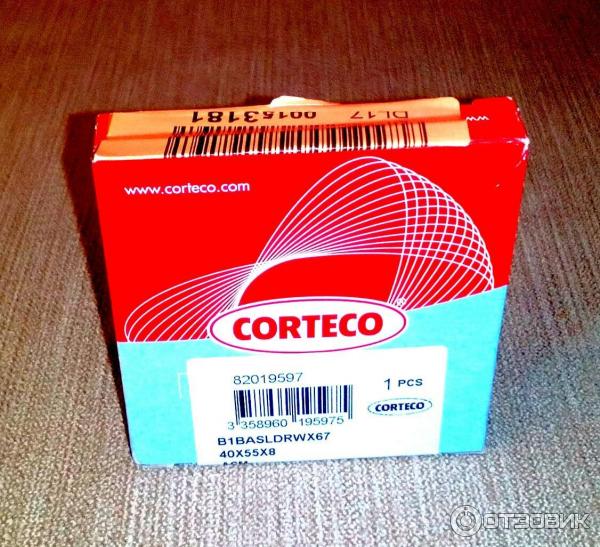 DL17 00153181
www.corteco.com
CORTECO
®
82019597
1 PCS
3 358960 195975
CORTECO
B1BASLDRWX67
40X55X8
ОТЗОВИК